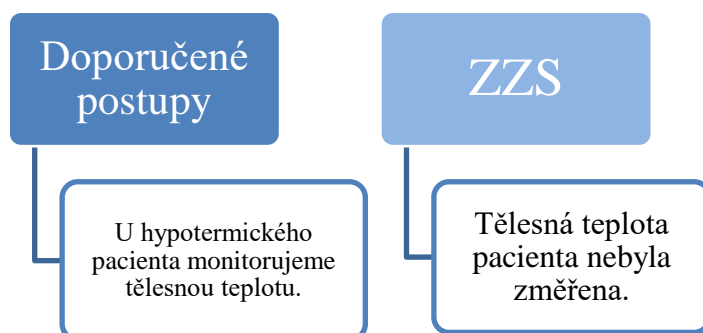 Doporučené
postupy
U hypotermického
pacienta monitorujeme
tělesnou teplotu.
ZZS
Tělesná teplota
pacienta nebyla
změřena.